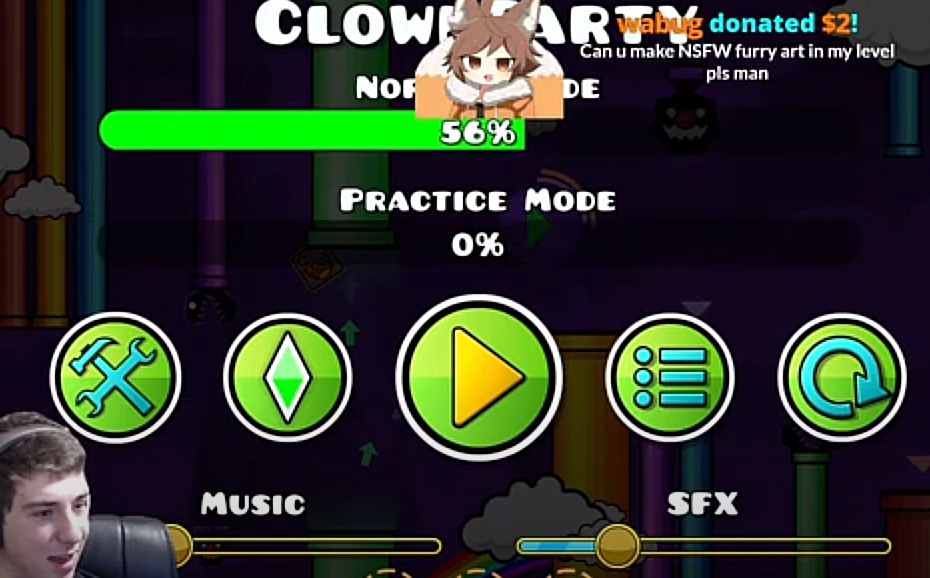 wabug donated $2!
Can u make NSFW furry art in my level
pls man
56%
PRACTICE MODE
0%
MUSIC
SFX